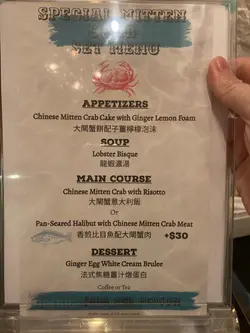 SPECIAL MITTEN
SET MENU
APPETIZERS
Chinese Mitten Crab Cake with Ginger Lemon Foam
大閘蟹餅配子薑檸檬泡沫
SOUP
Lobster Bisque
龍蝦濃湯
MAIN COURSE
Chinese Mitten Crab with Risotto
大閘蟹意大利飯
Or
Pan-Seared Halibut with Chinese Mitten Crab Meat
香煎比目魚配大閘蟹肉 +$30
DESSERT
Ginger Egg White Cream Brulee
法式焦糖薑汁燉蛋白
Coffee or Tea